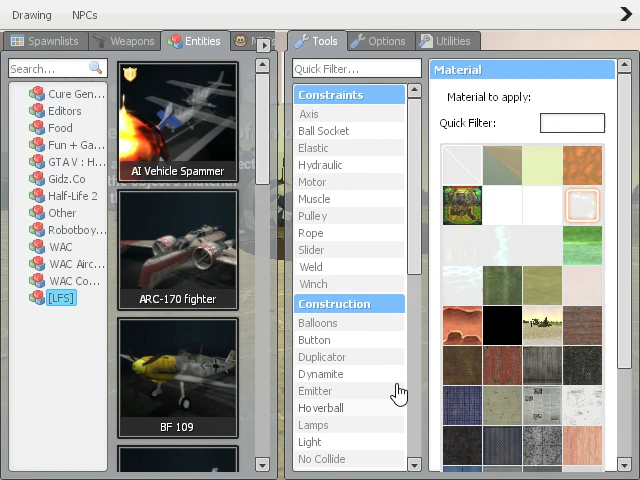 Drawing NPCs
Spawnlists Weapons Entities
Search...
Cure Gen...
Editors
Food
Fun + Ga...
GTA V : H...
Gidz.Co
Half-Life 2
Other
Robotboy...
WAC
WAC Airc...
WAC Co...
[LFS]
AI Vehicle Spammer
ARC-170 fighter
BF 109
Tools Options Utilities
Quick Filter...
Constraints
Axis
Ball Socket
Elastic
Hydraulic
Motor
Muscle
Pulley
Rope
Slider
Weld
Winch
Construction
Balloons
Button
Duplicator
Dynamite
Emitter
Hoverball
Lamps
Light
No Collide
Material
Material to apply:
Quick Filter: